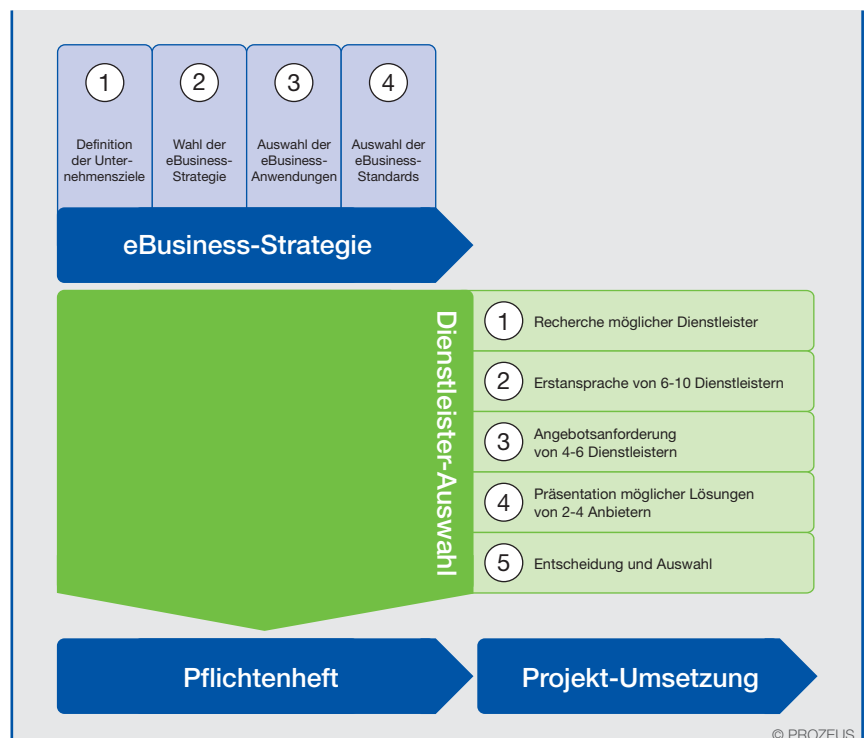 1
Definition
der Unter-
nehmensziele
2
Wahl der
eBusiness-
Strategie
3
Auswahl der
eBusiness-
Anwendungen
4
Auswahl der
eBusiness-
Standards
eBusiness-Strategie
Dienstleister-Auswahl
1 Recherche möglicher Dienstleister
2 Erstansprache von 6-10 Dienstleistern
3 Angebotsanforderung
von 4-6 Dienstleistern
4 Präsentation möglicher Lösungen
von 2-4 Anbietern
5 Entscheidung und Auswahl
Pflichtenheft
Projekt-Umsetzung
© PROZEUS